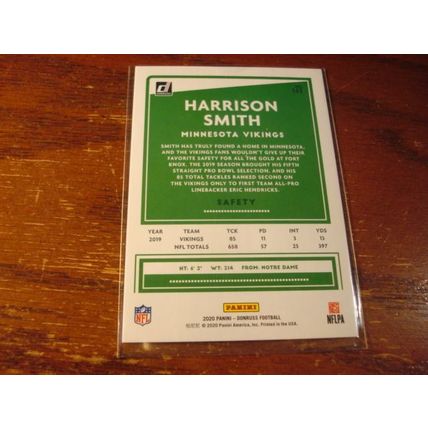 HARRISON
SMITH
MINNESOTA VIKINGS
SMITH HAS TRULY FOUND A HOME IN MINNESOTA,
AND THE VIKINGS FANS WOULDN'T GIVE UP THEIR
FAVORITE SAFETY FOR ALL THE GOLD AT FORT
KNOX. THE 2019 SEASON BROUGHT HIS FIFTH
STRAIGHT PRO BOWL SELECTION, AND HIS
85 TOTAL TACKLES RANKED SECOND ON
THE VIKINGS ONLY TO FIRST TEAM ALL-PRO
LINEBACKER ERIC HENDRICKS.
SAFETY
YEAR TEAM TCK PD I YDS
2019 VIKINGS 85 11 3 13
NFL TOTALS 658 57 23 397
HT: 6' 2" WT: 214 FROM: NOTRE DAME
NFL
PANINI
NFLPA
2020 PANINI - DONRUSS FOOTBALL
© 2020 Panini America, Inc. Printed in the USA.